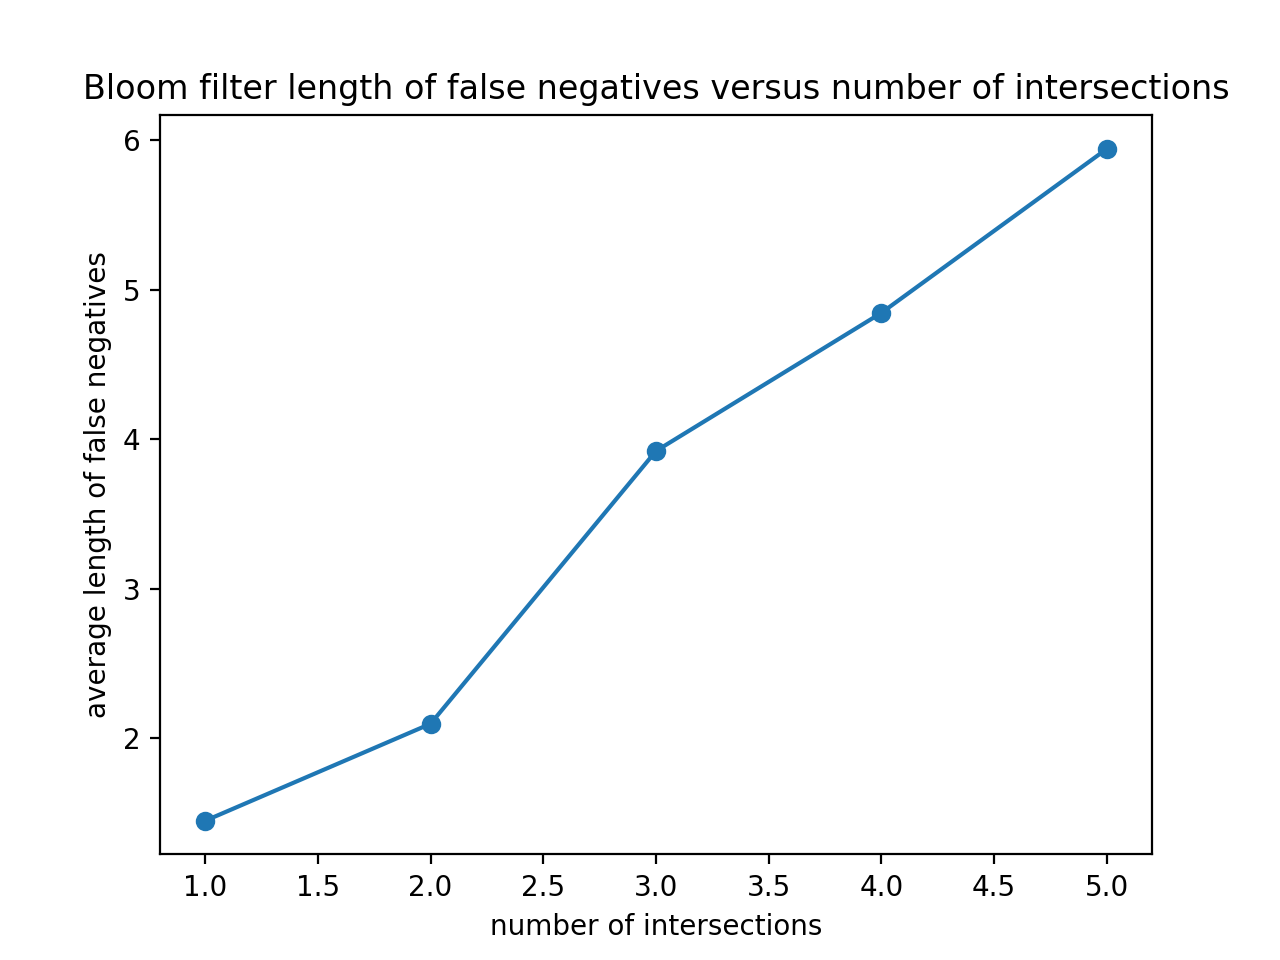 Bloom filter length of false negatives versus number of intersections
average length of false negatives
6
5
4
3
2
1.0 1.5 2.0 2.5 3.0 3.5 4.0 4.5 5.0
number of intersections